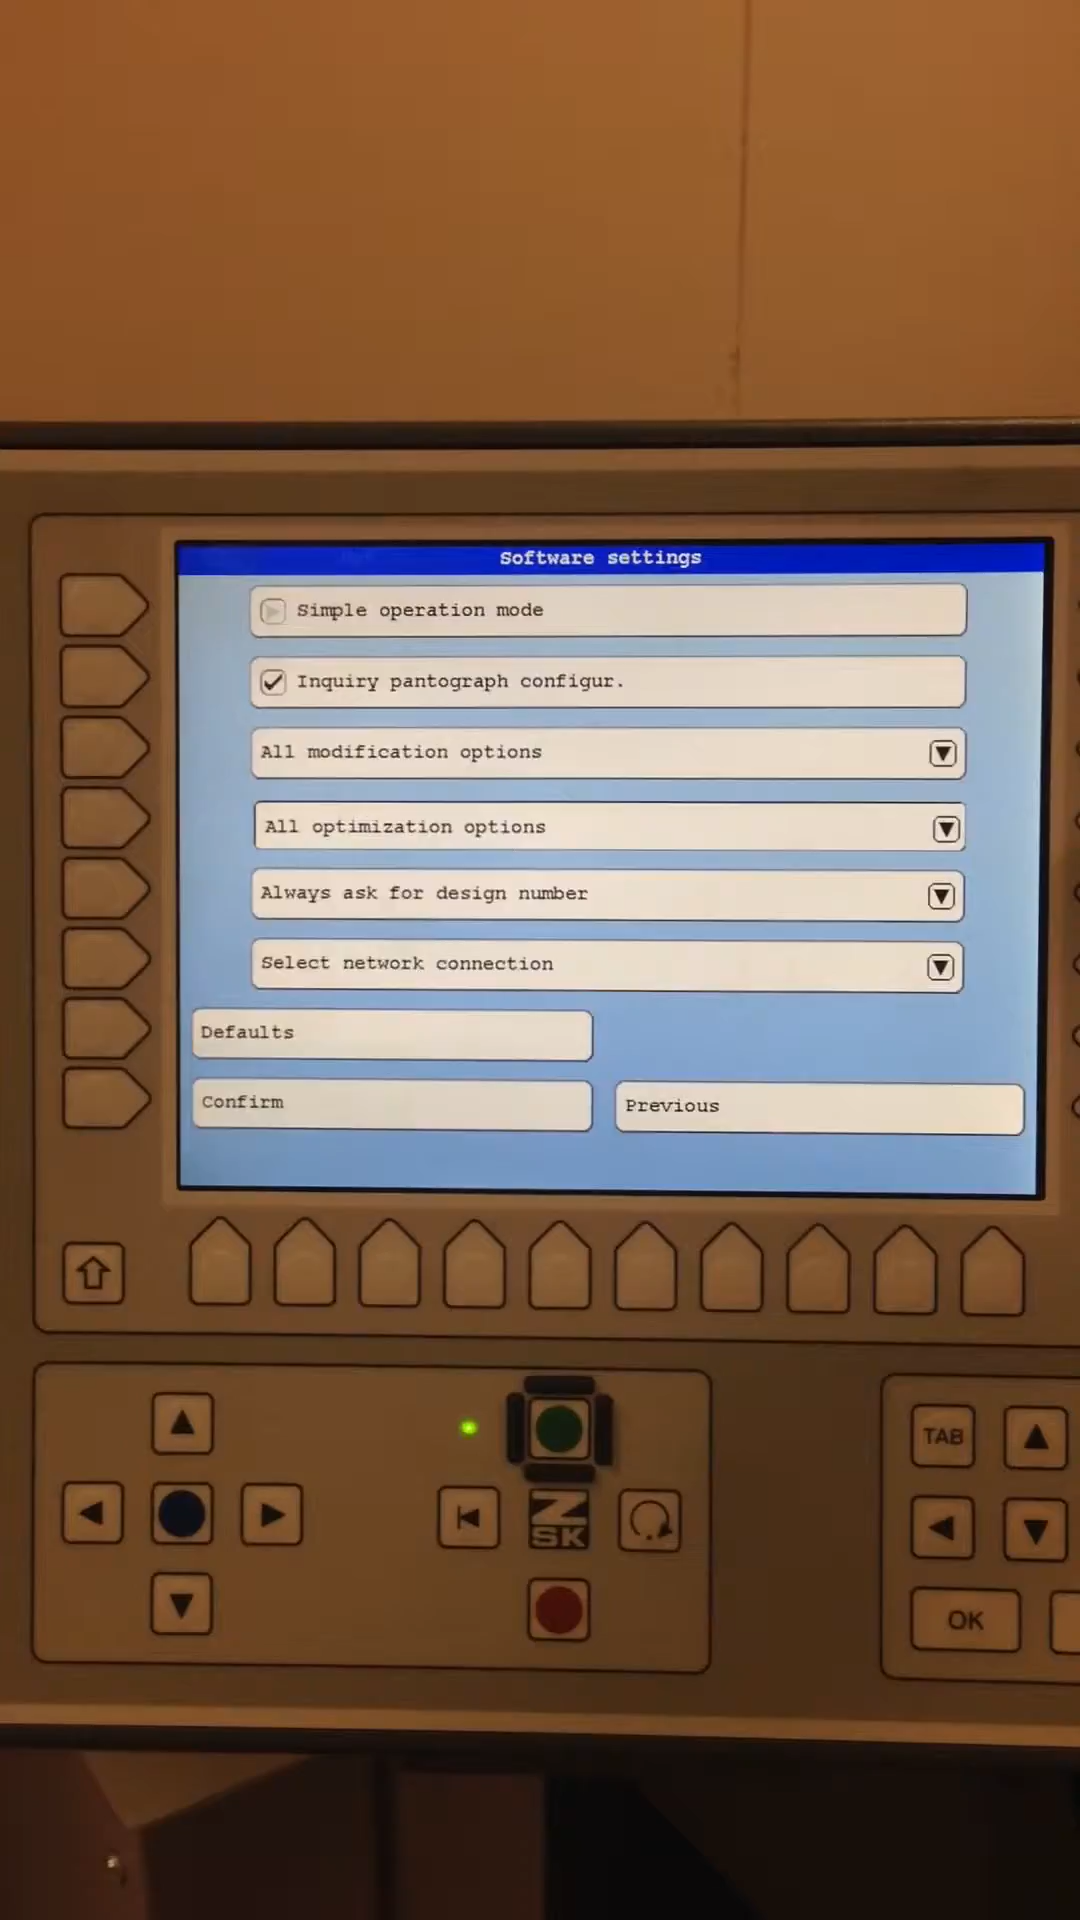 Software settings
Simple operation mode
Inquiry pantograph configur.
All modification options
All optimization options
Always ask for design number
Select network connection
Defaults
Confirm
Previous
TAB
ZSK
OK